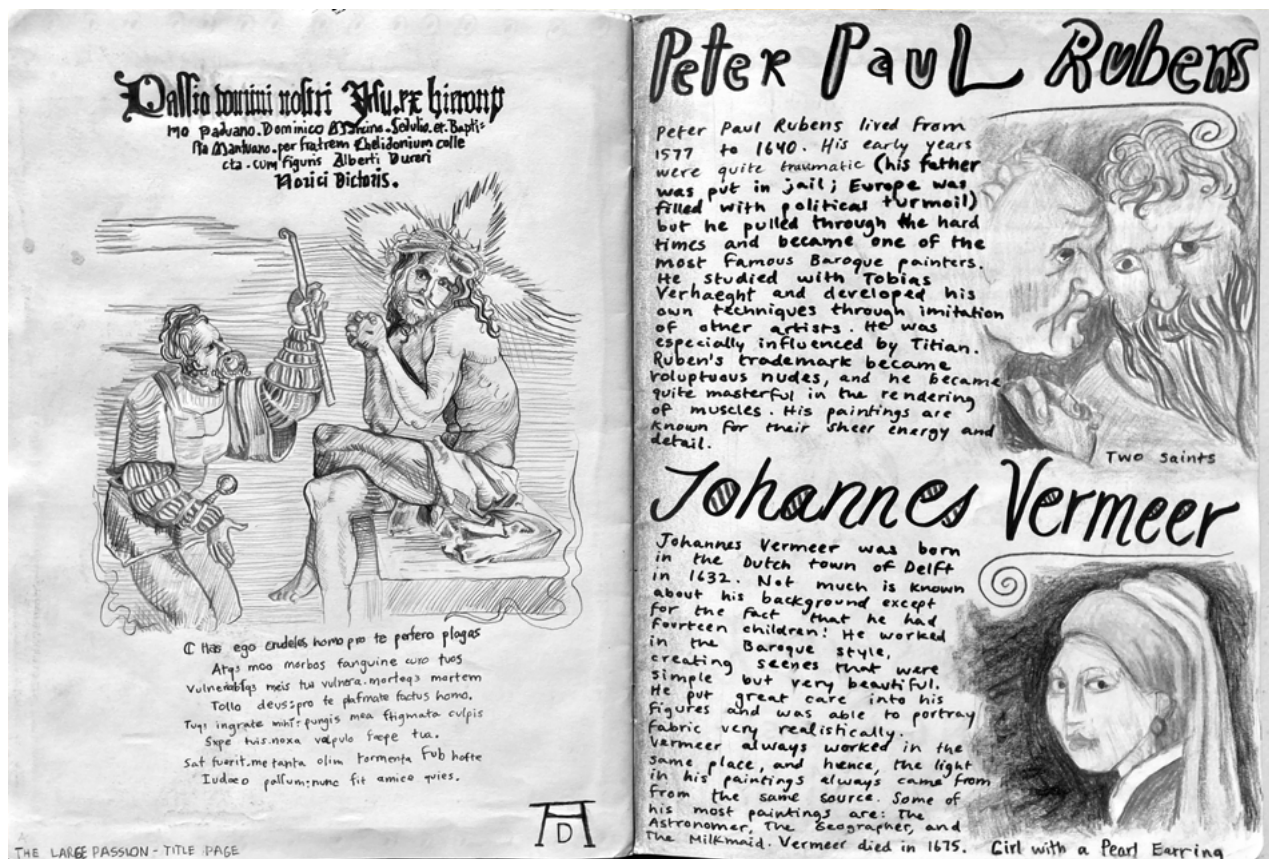 Passio domini nostri Jesu.ex hieronỹ
mo Paduano.Dominico Mancino.Sedulio.et.Bapti=
sta Mantuano.per fratrem Chelidonium colle
cta.cum figuris Alberti Dureri
Norici Pictoris.
C Has ego crudeles homo pro te perfero plagas
Atqз meo morbos sanguine curo tuos
Vulneribusqз meis tua vulnera.morteqз mortem
Tollo deus:pro te plasmate factus homo.
Tuqз ingrate mihi:pungis mea stigmata culpis
Sæpe tuis.noxa vapulo sæpe tua.
Sat fuerit.me tanta olim tormenta sub hoste
Iudæo passum:nunc sit amice quies.
AD
THE LARGE PASSION - TITLE PAGE
Peter Paul Rubens
Peter Paul Rubens lived from
1577 to 1640. His early years
were quite traumatic (his father
was put in jail; Europe was
filled with political turmoil)
but he pulled through the hard
times and became one of the
most famous Baroque painters.
He studied with Tobias
Verhaeght and developed his
own techniques through imitation
of other artists. He was
especially influenced by Titian.
Ruben's trademark became
voluptuous nudes, and he became
quite masterful in the rendering
of muscles. His paintings are
known for their sheer energy and
detail.
Two Saints
Johannes Vermeer
Johannes Vermeer was born
in the Dutch town of Delft
in 1632. Not much is known
about his background except
for the fact that he had
fourteen children! He worked
in the Baroque style,
creating scenes that were
simple but very beautiful.
He put great care into his
figures and was able to portray
fabric very realistically.
Vermeer always worked in the
same place, and hence, the light
in his paintings always came from
from the same source. Some of
his most paintings are: The
Astronomer, The Geographer, and
The Milkmaid. Vermeer died in 1675.
Girl with a Pearl Earring